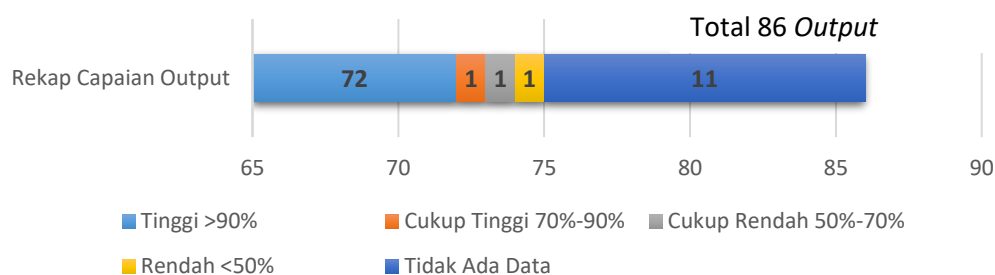 Total 86 Output
Rekap Capaian Output
72 1 1 1 11
65 70 75 80 85 90
Tinggi >90% Cukup Tinggi 70%-90% Cukup Rendah 50%-70%
Rendah <50% Tidak Ada Data